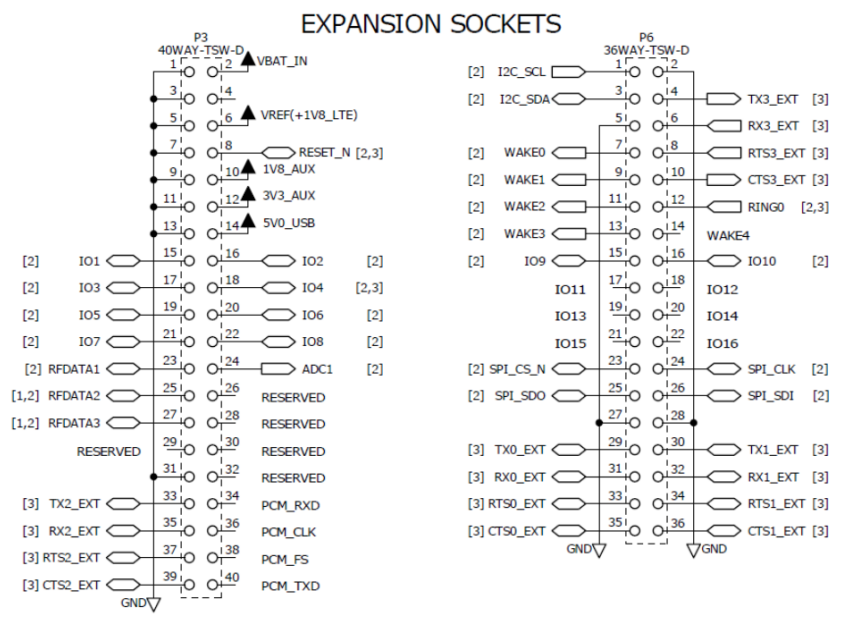 EXPANSION SOCKETS
P3
40WAY-TSW-D
1 2 VBAT_IN
3 4
5 6 VREF(+1V8_LTE)
7 8 RESET_N [2,3]
9 10 1V8_AUX
11 12 3V3_AUX
13 14 5V0_USB
[2] IO1 15 16 IO2 [2]
[2] IO3 17 18 IO4 [2,3]
[2] IO5 19 20 IO6 [2]
[2] IO7 21 22 IO8 [2]
[2] RFDATA1 23 24 ADC1 [2]
[1,2] RFDATA2 25 26 RESERVED
[1,2] RFDATA3 27 28 RESERVED
RESERVED 29 30 RESERVED
31 32 RESERVED
[3] TX2_EXT 33 34 PCM_RXD
[3] RX2_EXT 35 36 PCM_CLK
[3] RTS2_EXT 37 38 PCM_FS
[3] CTS2_EXT 39 40 PCM_TXD
GND
P6
36WAY-TSW-D
[2] I2C_SCL 1 2
[2] I2C_SDA 3 4 TX3_EXT [3]
5 6 RX3_EXT [3]
[2] WAKE0 7 8 RTS3_EXT [3]
[2] WAKE1 9 10 CTS3_EXT [3]
[2] WAKE2 11 12 RING0 [2,3]
[2] WAKE3 13 14 WAKE4
[2] IO9 15 16 IO10 [2]
IO11 17 18 IO12
IO13 19 20 IO14
IO15 21 22 IO16
[2] SPI_CS_N 23 24 SPI_CLK [2]
[2] SPI_SDO 25 26 SPI_SDI [2]
27 28
[3] TX0_EXT 29 30 TX1_EXT [3]
[3] RX0_EXT 31 32 RX1_EXT [3]
[3] RTS0_EXT 33 34 RTS1_EXT [3]
[3] CTS0_EXT 35 36 CTS1_EXT [3]
GND GND